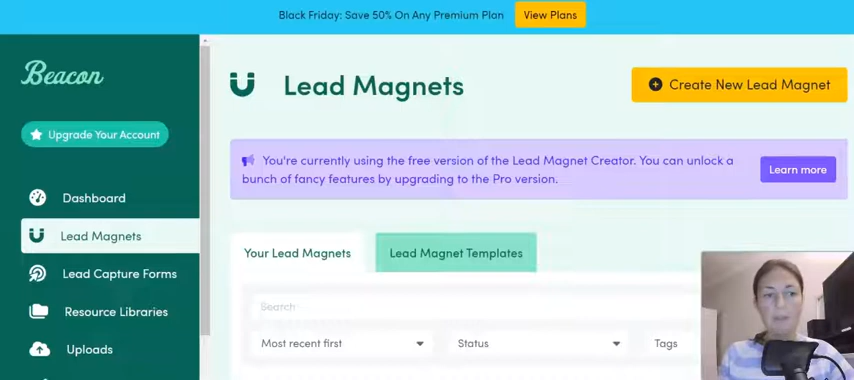 Black Friday: Save 50% On Any Premium Plan
View Plans
Beacon
Lead Magnets
Create New Lead Magnet
Upgrade Your Account
You're currently using the free version of the Lead Magnet Creator. You can unlock a
bunch of fancy features by upgrading to the Pro version.
Learn more
Dashboard
Lead Magnets
Lead Capture Forms
Resource Libraries
Uploads
Your Lead Magnets
Lead Magnet Templates
Search
Most recent first
Status
Tags